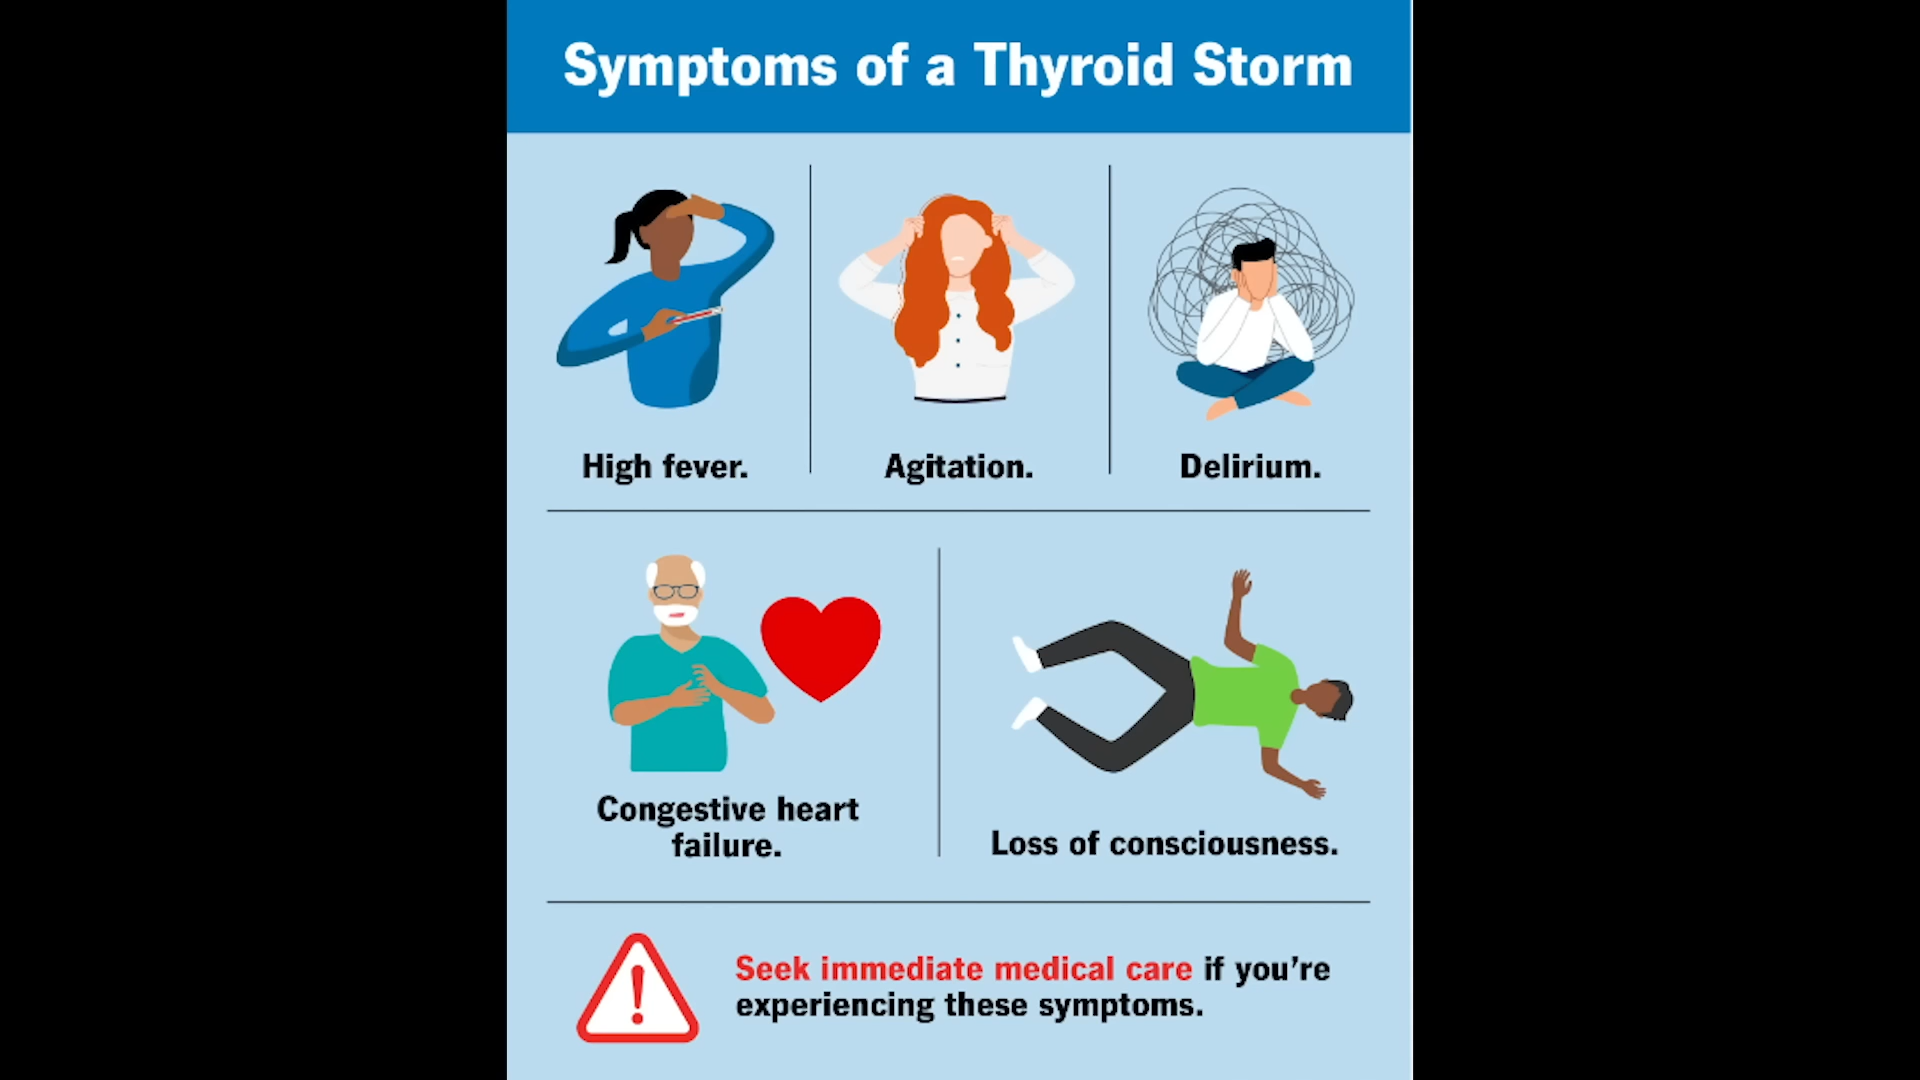 Symptoms of a Thyroid Storm
High fever.
Agitation.
Delirium.
Congestive heart
failure.
Loss of consciousness.
Seek immediate medical care if you’re
experiencing these symptoms.